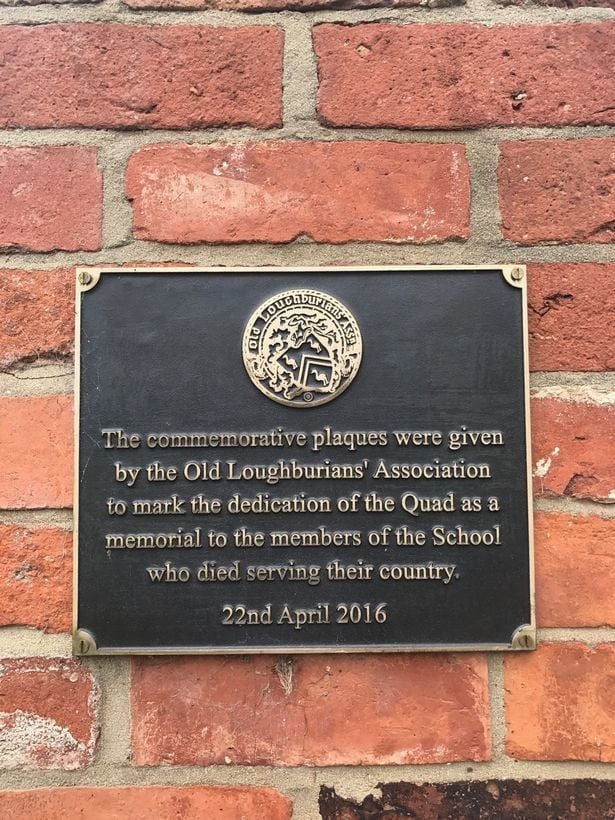 Old Loughburians Assn.
The commemorative plaques were given
by the Old Loughburians' Association
to mark the dedication of the Quad as a
memorial to the members of the School
who died serving their country.
22nd April 2016